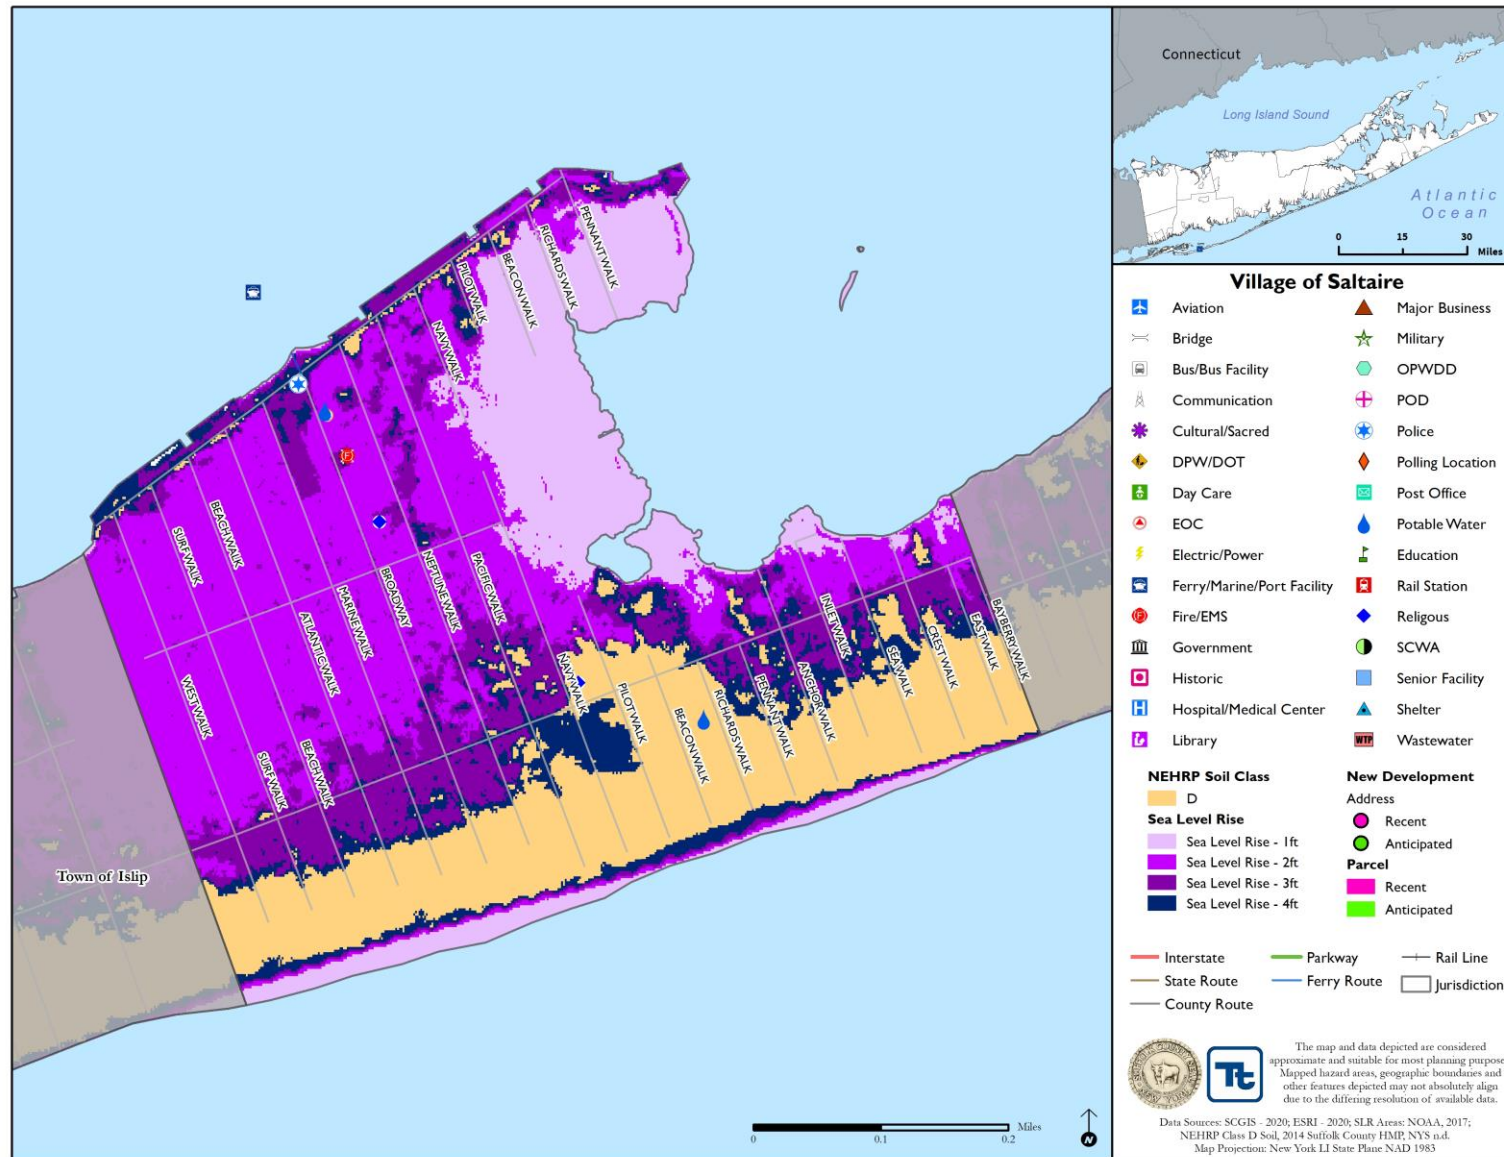 PENNANT WALK
RICHARDS WALK
BEACON WALK
PILOT WALK
NAVY WALK
BEACH WALK
SURF WALK
PACIFIC WALK
NEPTUNE WALK
BROADWAY
MARINE WALK
ATLANTIC WALK
WEST WALK
SURF WALK
BEACH WALK
NAVY WALK
PILOT WALK
BEACON WALK
RICHARDS WALK
PENNANT WALK
ANCHOR WALK
INLET WALK
SEA WALK
CREST WALK
EAST WALK
BAYBERRY WALK
Town of Islip
0 0.1 0.2 Miles
N
Connecticut
Long Island Sound
Atlantic
Ocean
0 15 30
Miles
Village of Saltaire
Aviation
Bridge
Bus/Bus Facility
Communication
Cultural/Sacred
DPW/DOT
Day Care
EOC
Electric/Power
Ferry/Marine/Port Facility
Fire/EMS
Government
Historic
Hospital/Medical Center
Library
Major Business
Military
OPWDD
POD
Police
Polling Location
Post Office
Potable Water
Education
Rail Station
Religous
SCWA
Senior Facility
Shelter
WTP Wastewater
NEHRP Soil Class
D
Sea Level Rise
Sea Level Rise - 1ft
Sea Level Rise - 2ft
Sea Level Rise - 3ft
Sea Level Rise - 4ft
New Development
Address
Recent
Anticipated
Parcel
Recent
Anticipated
Interstate
State Route
County Route
Parkway
Ferry Route
Rail Line
Jurisdiction
Tt
The map and data depicted are considered
approximate and suitable for most planning purpose
Mapped hazard areas, geographic boundaries and
other features depicted may not absolutely align
due to the differing resolution of available data.
Data Sources: SCGIS - 2020; ESRI - 2020; SLR Areas: NOAA, 2017;
NEHRP Class D Soil, 2014 Suffolk County HMP, NYS n.d.
Map Projection: New York LI State Plane NAD 1983